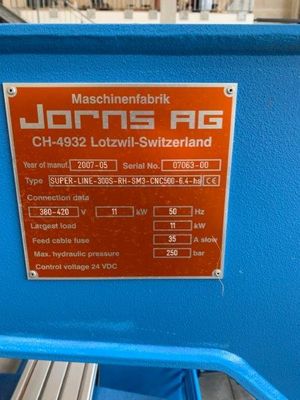 Maschinenfabrik
Jorns AG
CH-4932 Lotzwil-Switzerland
Year of manuf. 2007-05 Serial No. 07063-00
Type SUPER-LINE-300S-RH-SM3-CNC500-6.4-hs CE
Connection data
380-420 V 11 kW 50 Hz
Largest load 11 kW
Feed cable fuse 35 A slow
Max. hydraulic pressure 250 bar
Control voltage 24 VDC